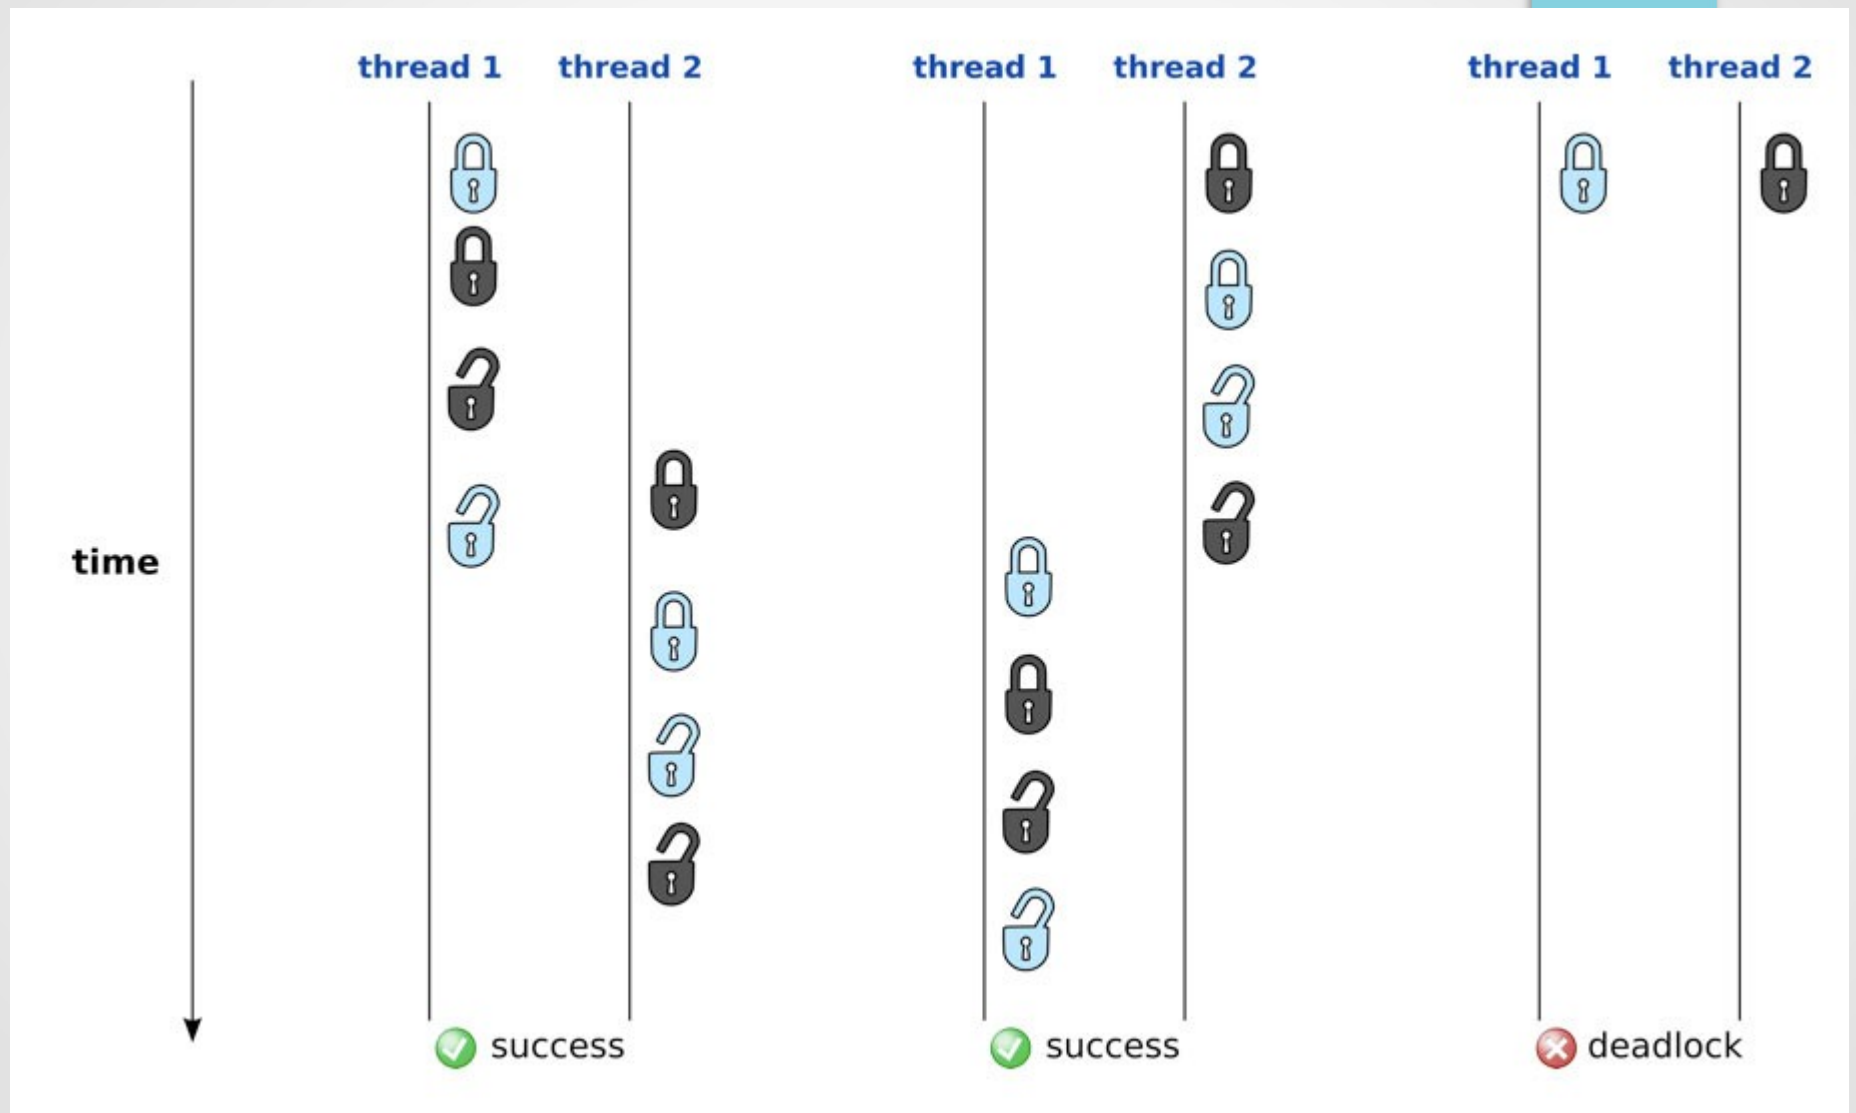 thread 1 thread 2 thread 1 thread 2 thread 1 thread 2
time
success success deadlock